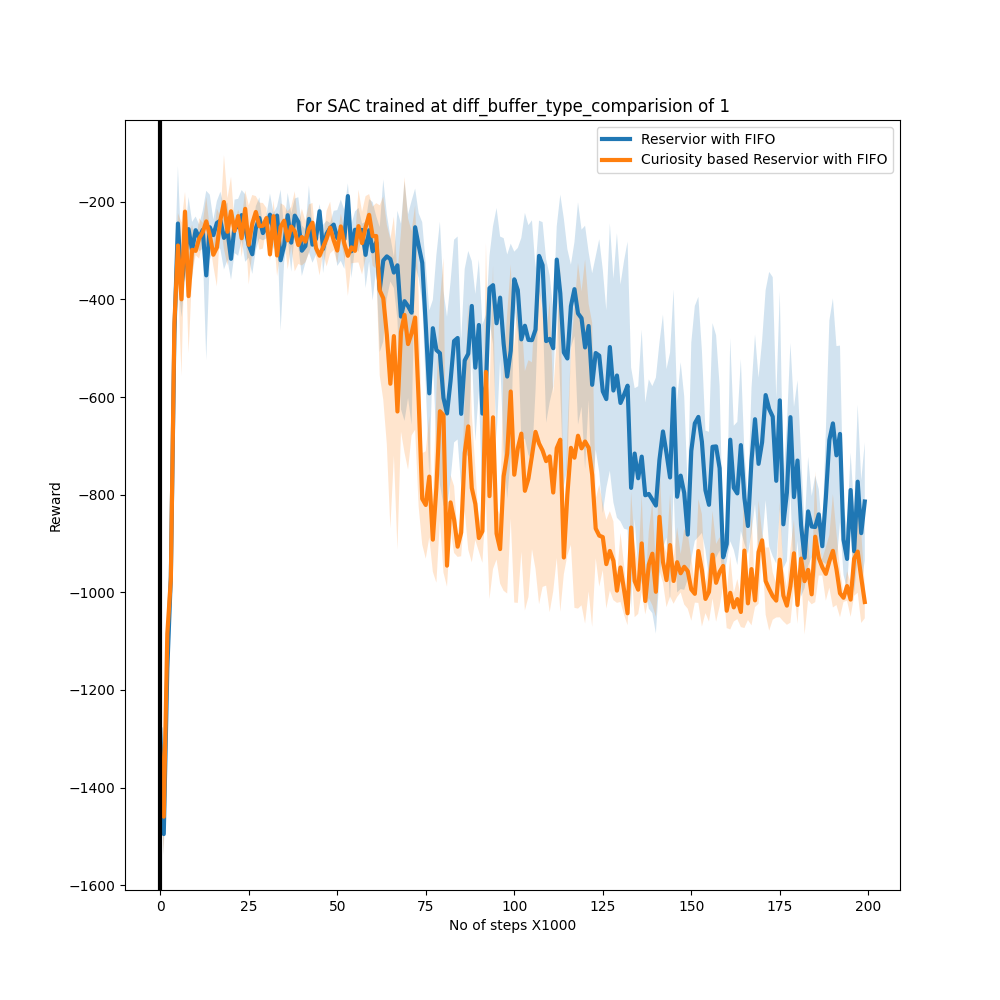 For SAC trained at diff_buffer_type_comparision of 1
Reservior with FIFO
Curiosity based Reservior with FIFO
Reward
−200
−400
−600
−800
−1000
−1200
−1400
−1600
0 25 50 75 100 125 150 175 200
No of steps X1000